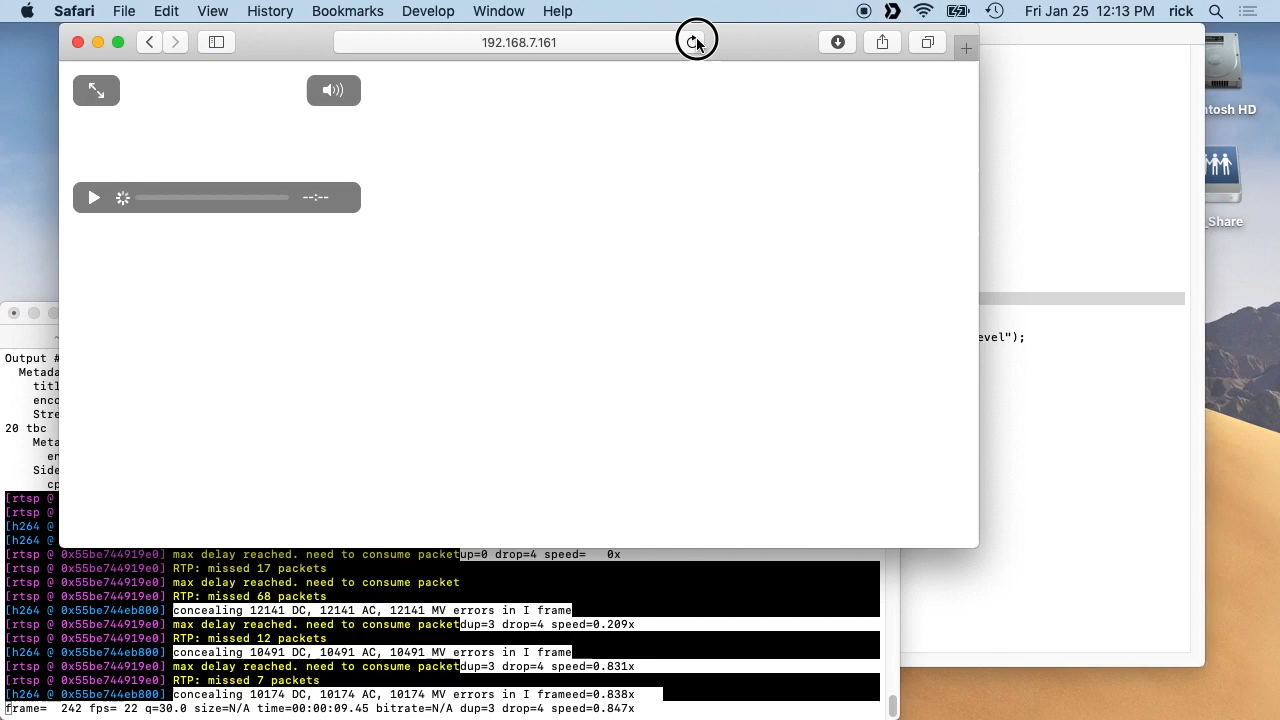 Safari File Edit View History Bookmarks Develop Window Help Fri Jan 25 12:13 PM rick
192.168.7.161
--:--
ntosh HD
_Share
evel");
Output #
Metada
titl
enco
Stre
20 tbc
Meta
en
Side
cp
[rtsp @
[rtsp @
[h264 @
[h264 @
[rtsp @ 0x55be744919e0] max delay reached. need to consume packetup=0 drop=4 speed= 0x
[rtsp @ 0x55be744919e0] RTP: missed 17 packets
[rtsp @ 0x55be744919e0] max delay reached. need to consume packet
[rtsp @ 0x55be744919e0] RTP: missed 68 packets
[h264 @ 0x55be744eb800] concealing 12141 DC, 12141 AC, 12141 MV errors in I frame
[rtsp @ 0x55be744919e0] max delay reached. need to consume packetdup=3 drop=4 speed=0.209x
[rtsp @ 0x55be744919e0] RTP: missed 12 packets
[h264 @ 0x55be744eb800] concealing 10491 DC, 10491 AC, 10491 MV errors in I frame
[rtsp @ 0x55be744919e0] max delay reached. need to consume packetdup=3 drop=4 speed=0.831x
[rtsp @ 0x55be744919e0] RTP: missed 7 packets
[h264 @ 0x55be744eb800] concealing 10174 DC, 10174 AC, 10174 MV errors in I frameed=0.838x
frame= 242 fps= 22 q=30.0 size=N/A time=00:00:09.45 bitrate=N/A dup=3 drop=4 speed=0.847x